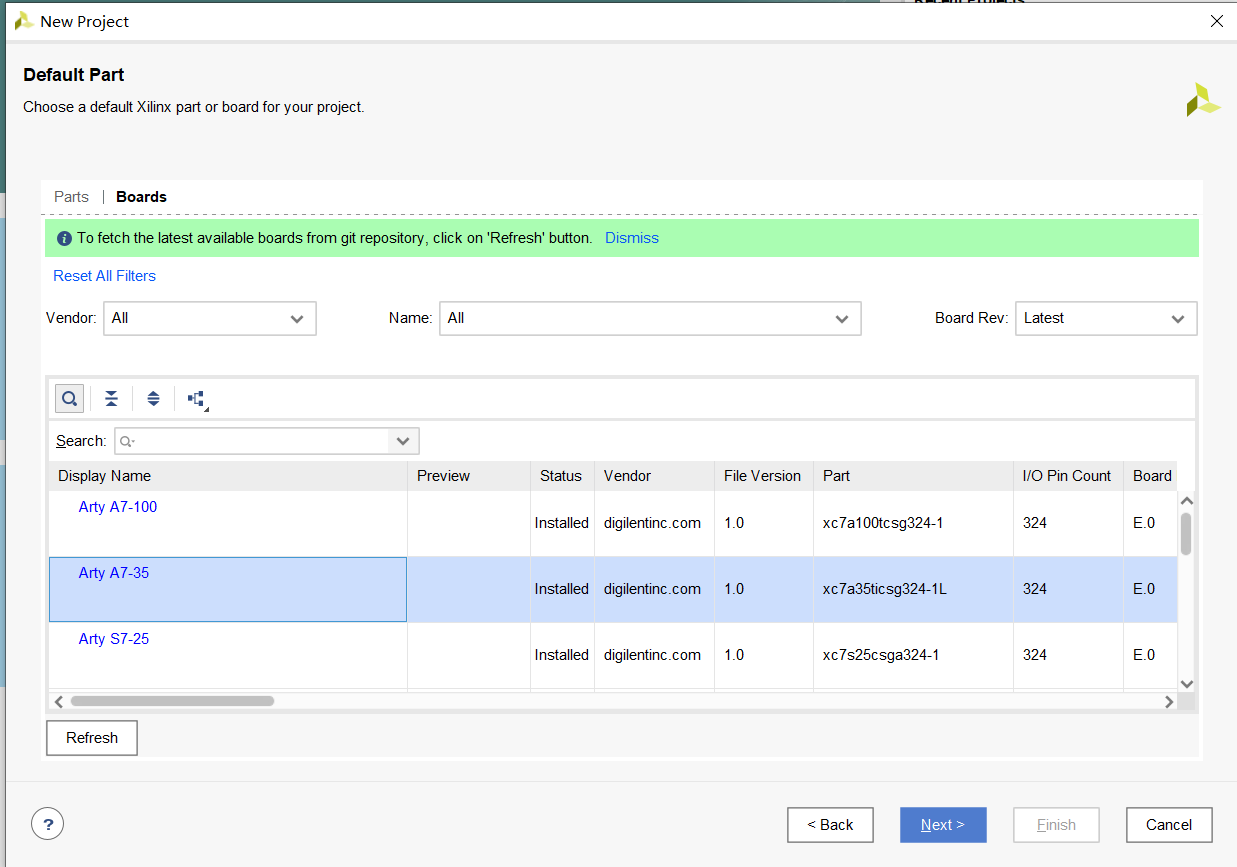 Recent Projects
New Project
Default Part
Choose a default Xilinx part or board for your project.
Parts | Boards
To fetch the latest available boards from git repository, click on 'Refresh' button. Dismiss
Reset All Filters
Vendor: All Name: All Board Rev: Latest
Search:
Display Name Preview Status Vendor File Version Part I/O Pin Count Board
Arty A7-100 Installed digilentinc.com 1.0 xc7a100tcsg324-1 324 E.0
Arty A7-35 Installed digilentinc.com 1.0 xc7a35ticsg324-1L 324 E.0
Arty S7-25 Installed digilentinc.com 1.0 xc7s25csga324-1 324 E.0
Refresh
? < Back Next > Finish Cancel